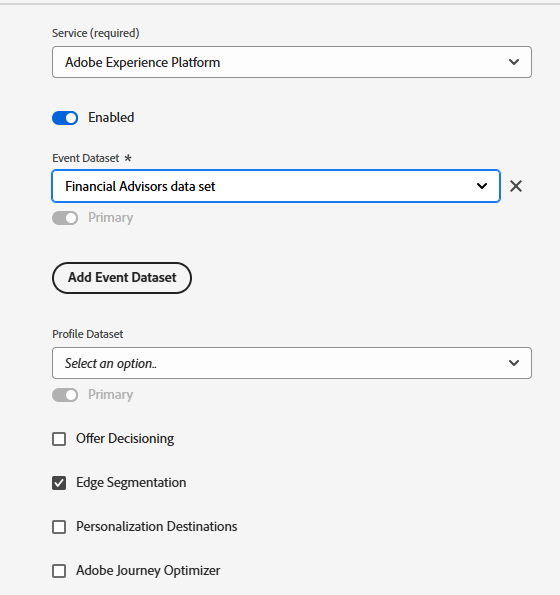 Service (required)
Adobe Experience Platform
Enabled
Event Dataset *
Financial Advisors data set
Primary
Add Event Dataset
Profile Dataset
Select an option..
Primary
Offer Decisioning
Edge Segmentation
Personalization Destinations
Adobe Journey Optimizer